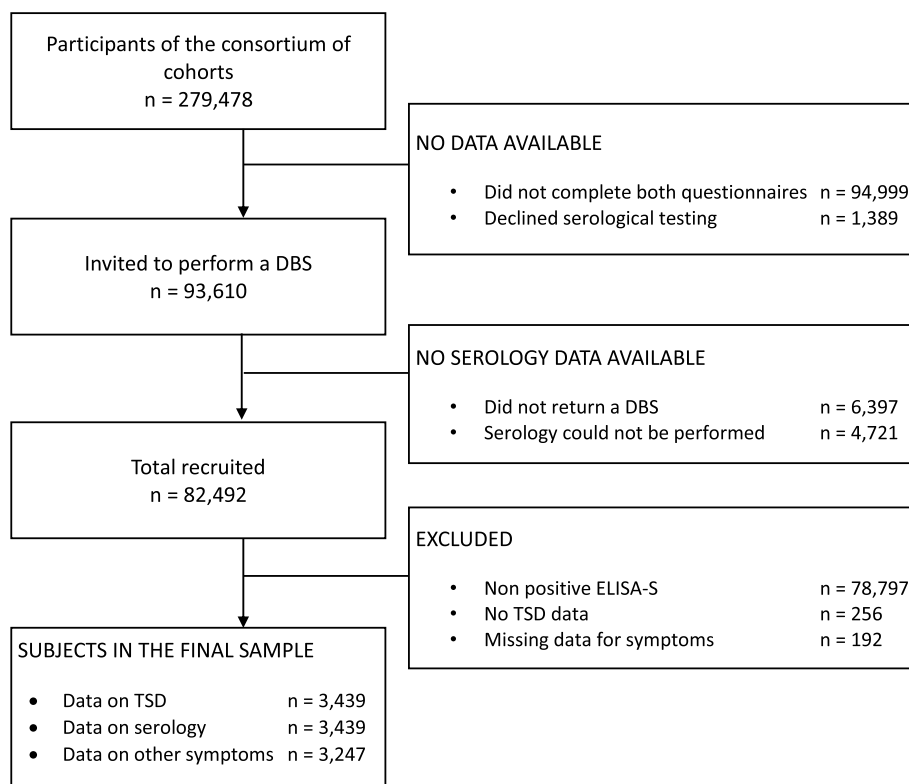 Participants of the consortium of
cohorts
n = 279,478
NO DATA AVAILABLE
• Did not complete both questionnaires n = 94,999
• Declined serological testing n = 1,389
Invited to perform a DBS
n = 93,610
NO SEROLOGY DATA AVAILABLE
• Did not return a DBS n = 6,397
• Serology could not be performed n = 4,721
Total recruited
n = 82,492
EXCLUDED
• Non positive ELISA-S n = 78,797
• No TSD data n = 256
• Missing data for symptoms n = 192
SUBJECTS IN THE FINAL SAMPLE
• Data on TSD n = 3,439
• Data on serology n = 3,439
• Data on other symptoms n = 3,247